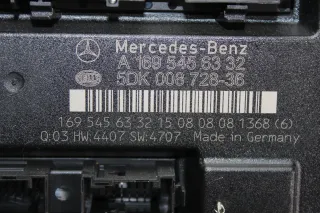 Mercedes-Benz
A 169 545 63 32
HELLA
5DK 008 728-36
169 545 63 32 15 08 08 08 1368 (6)
Q:03 HW:4407 SW:4707 Made in Germany